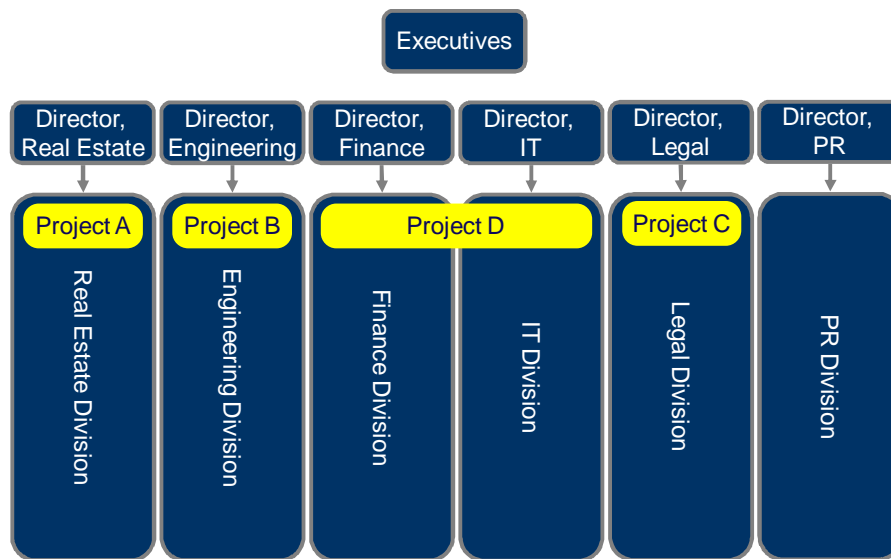 Executives
Director,
Real Estate
Director,
Engineering
Director,
Finance
Director,
IT
Director,
Legal
Director,
PR
Project A
Project B
Project D
Project C
Real Estate Division
Engineering Division
Finance Division
IT Division
Legal Division
PR Division